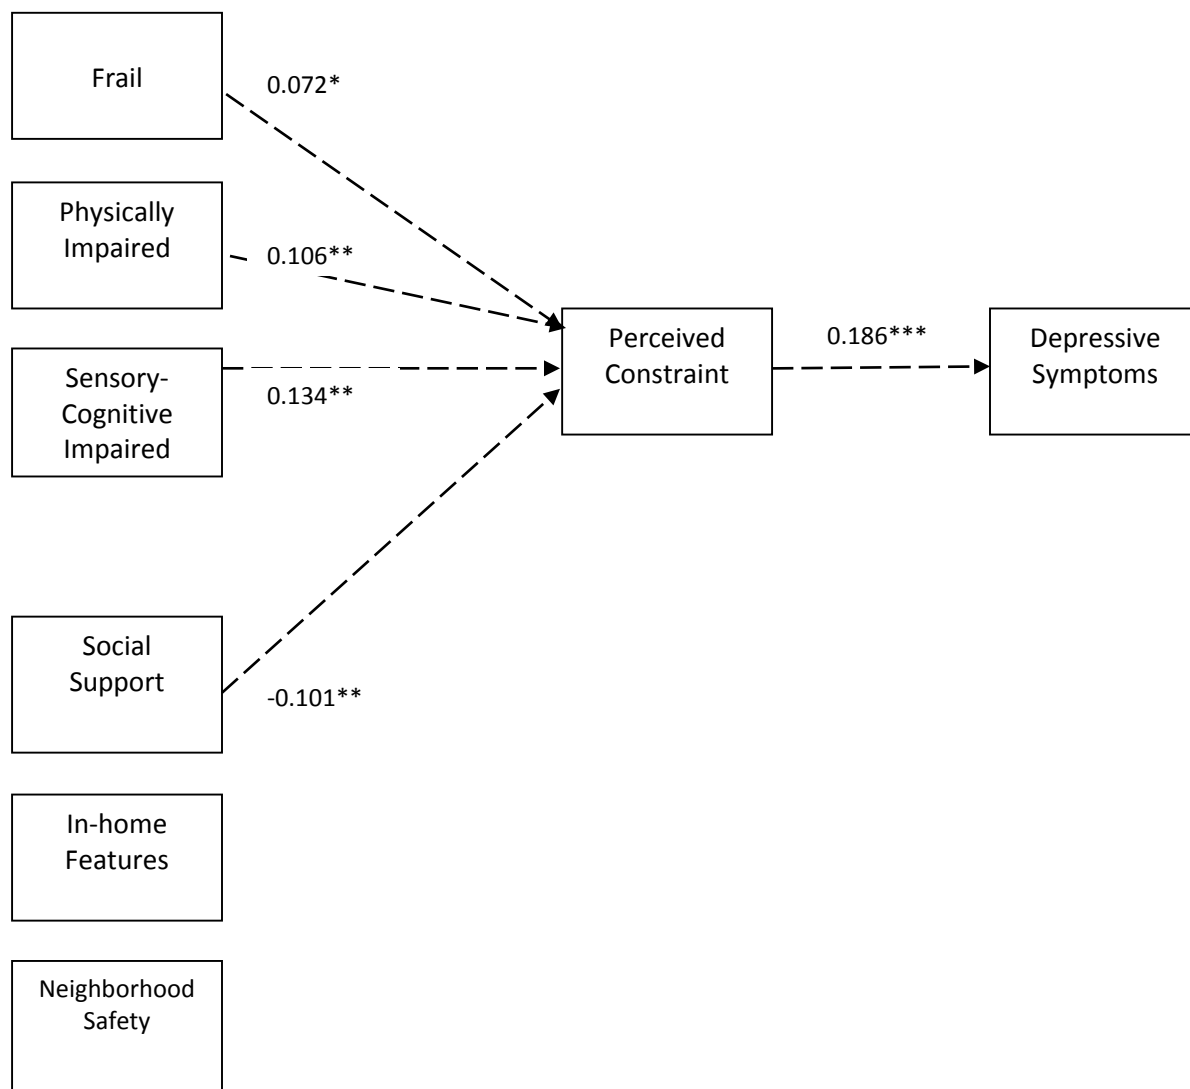 Frail
0.072*
Physically
Impaired
0.106**
Sensory-
Cognitive
Impaired
0.134**
Perceived
Constraint
0.186***
Depressive
Symptoms
Social
Support
-0.101**
In-home
Features
Neighborhood
Safety